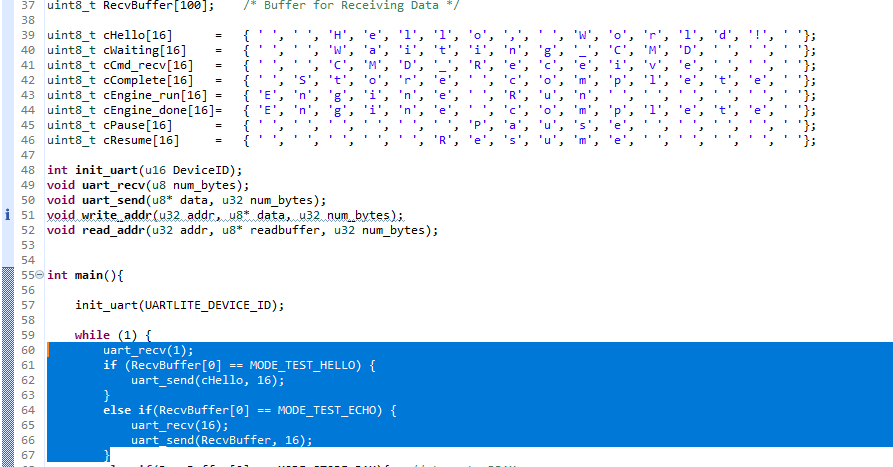 37 uint8_t RecvBuffer[100];    /* Buffer for Receiving Data */
38
39 uint8_t cHello[16]      =   { ' ', ' ', 'H', 'e', 'l', 'l', 'o', ',', ' ', 'W', 'o', 'r', 'l', 'd', '!', ' '};
40 uint8_t cWaiting[16]    =   { ' ', ' ', 'W', 'a', 'i', 't', 'i', 'n', 'g', '_', 'C', 'M', 'D', ' ', ' ', ' '};
41 uint8_t cCmd_recv[16]   =   { ' ', ' ', 'C', 'M', 'D', '_', 'R', 'e', 'c', 'e', 'i', 'v', 'e', ' ', ' ', ' '};
42 uint8_t cComplete[16]   =   { ' ', 'S', 't', 'o', 'r', 'e', ' ', 'c', 'o', 'm', 'p', 'l', 'e', 't', 'e', ' '};
43 uint8_t cEngine_run[16] =   { 'E', 'n', 'g', 'i', 'n', 'e', ' ', 'R', 'u', 'n', ' ', ' ', ' ', ' ', ' ', ' '};
44 uint8_t cEngine_done[16]=   { 'E', 'n', 'g', 'i', 'n', 'e', ' ', 'c', 'o', 'm', 'p', 'l', 'e', 't', 'e', ' '};
45 uint8_t cPause[16]      =   { ' ', ' ', ' ', ' ', ' ', ' ', 'P', 'a', 'u', 's', 'e', ' ', ' ', ' ', ' ', ' '};
46 uint8_t cResume[16]     =   { ' ', ' ', ' ', ' ', ' ', 'R', 'e', 's', 'u', 'm', 'e', ' ', ' ', ' ', ' ', ' '};
47
48 int init_uart(u16 DeviceID);
49 void uart_recv(u8 num_bytes);
50 void uart_send(u8* data, u32 num_bytes);
51 void write_addr(u32 addr, u8* data, u32 num_bytes);
52 void read_addr(u32 addr, u8* readbuffer, u32 num_bytes);
53
54
55 int main(){
56
57     init_uart(UARTLITE_DEVICE_ID);
58
59     while (1) {
60         uart_recv(1);
61         if (RecvBuffer[0] == MODE_TEST_HELLO) {
62             uart_send(cHello, 16);
63         }
64         else if(RecvBuffer[0] == MODE_TEST_ECHO) {
65             uart_recv(16);
66             uart_send(RecvBuffer, 16);
67         }